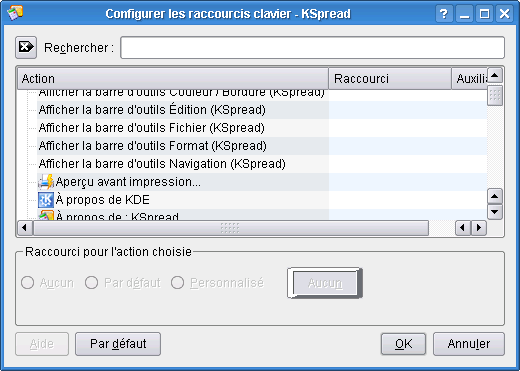 Configurer les raccourcis clavier - KSpread
Rechercher :
Action Raccourci Auxilia
Afficher la barre d'outils Couleur / Bordure (KSpread)
Afficher la barre d'outils Édition (KSpread)
Afficher la barre d'outils Fichier (KSpread)
Afficher la barre d'outils Format (KSpread)
Afficher la barre d'outils Navigation (KSpread)
Aperçu avant impression...
À propos de KDE
À propos de : KSpread
Raccourci pour l'action choisie
Aucun Par défaut Personnalisé Aucun
Aide Par défaut OK Annuler